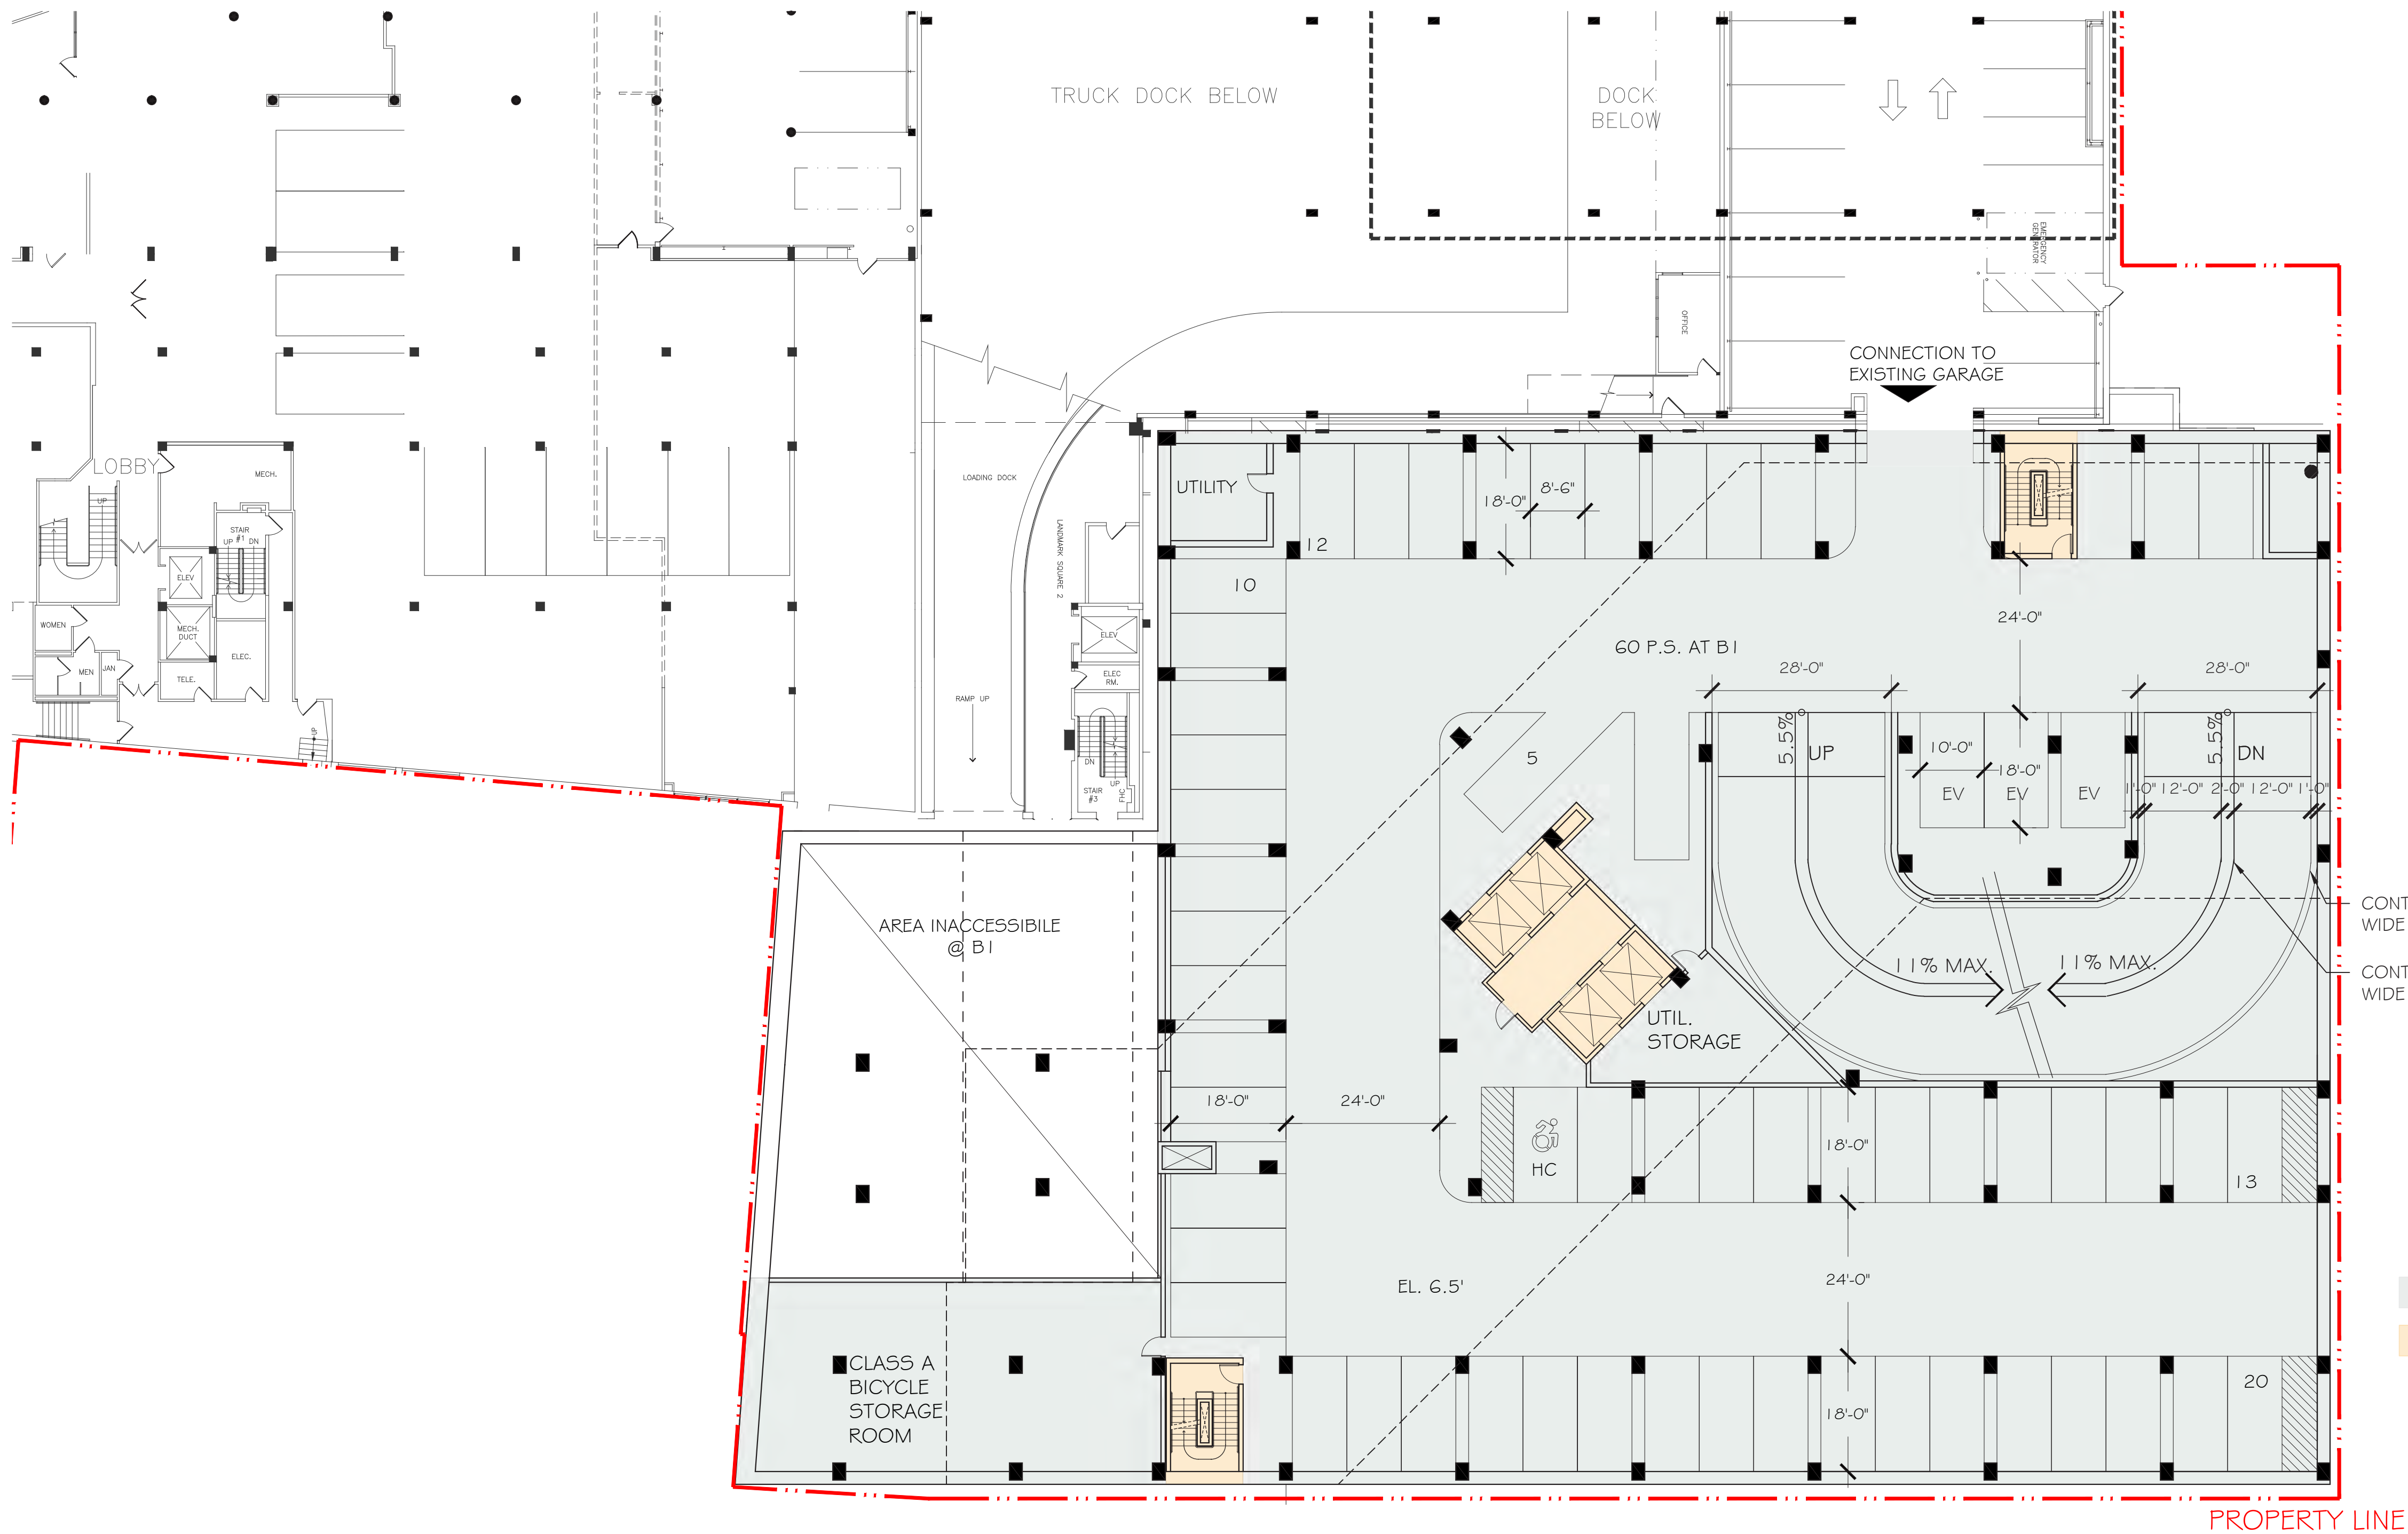 TRUCK DOCK BELOW
DOCK
BELOW
EMERGENCY
GENERATOR
OFFICE
CONNECTION TO
EXISTING GARAGE
LOBBY
MECH.
UP
STAIR
#1
UP
DN
ELEV
MECH.
DUCT
WOMEN
MEN
JAN
TELE.
ELEC.
UP
LOADING DOCK
LANDMARK SQUARE 2
RAMP UP
ELEV
ELEC
RM.
DN
UP
STAIR
#3
FHC
UTILITY
12
10
18'-0"
8'-6"
24'-0"
60 P.S. AT B1
28'-0"
28'-0"
5
5.5%
UP
10'-0"
18'-0"
EV
EV
EV
5.5%
DN
1'-0"
12'-0"
2'-0"
12'-0"
1'-0"
CONT
WIDE
CONT
WIDE
11% MAX.
11% MAX.
AREA INACCESSIBILE
@ B1
UTIL.
STORAGE
18'-0"
24'-0"
HC
18'-0"
13
EL. 6.5'
24'-0"
CLASS A
BICYCLE
STORAGE
ROOM
20
18'-0"
PROPERTY LINE